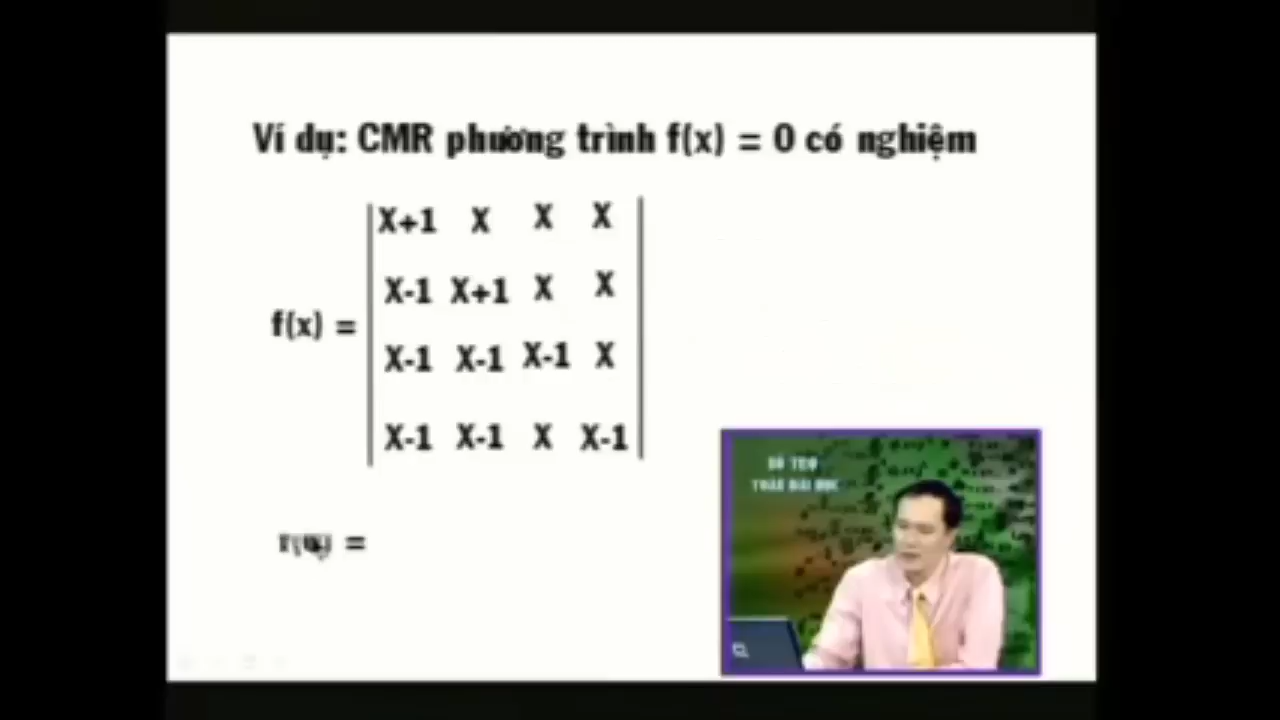 Ví dụ: CMR phương trình f(x) = 0 có nghiệm
X+1 X X X
X-1 X+1 X X
f(x) =
X-1 X-1 X-1 X
X-1 X-1 X X-1
=